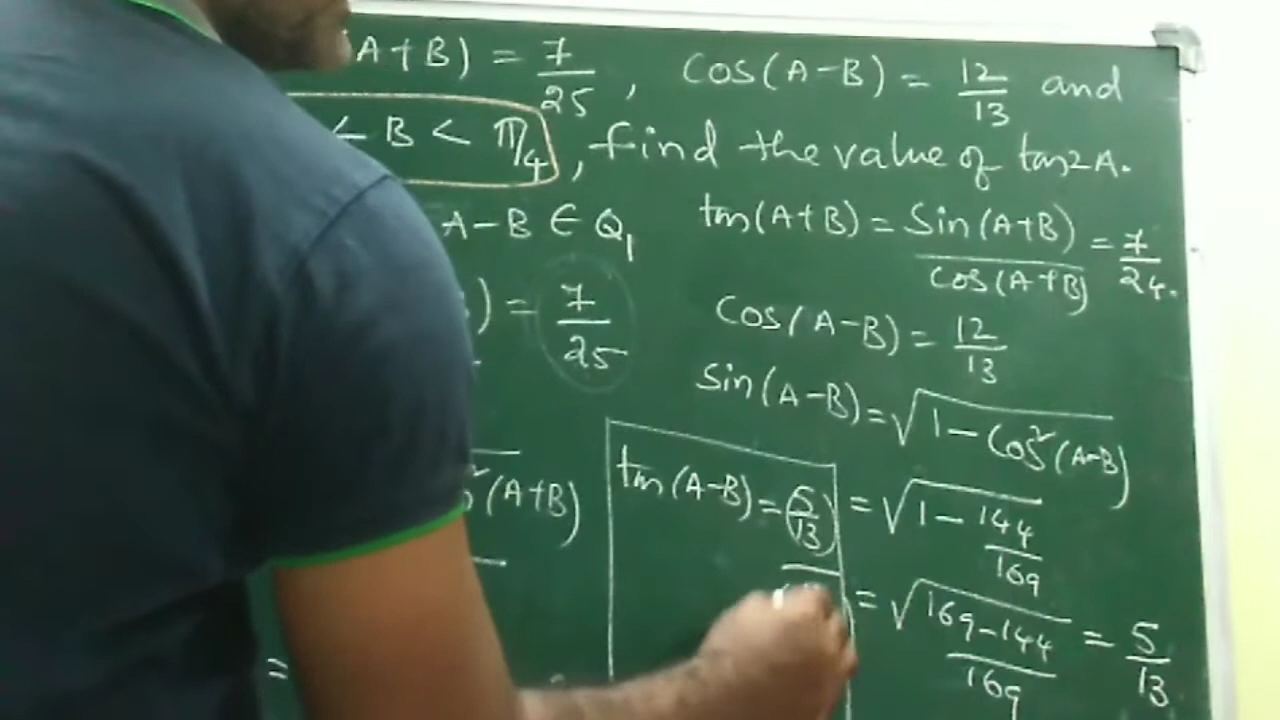 A+B) = 7/25 , Cos(A-B) = 12/13 and
< B < π/4 , find the value of tan2A.
A-B ∈ Q1
) = 7/25
²(A+B)
=
tan(A+B) = Sin(A+B)/Cos(A+B) = 7/24.
Cos(A-B) = 12/13
Sin(A-B) = √1-Cos²(A-B)
= √1-144/169
= √169-144/169 = 5/13
tan(A-B) = (5/13)